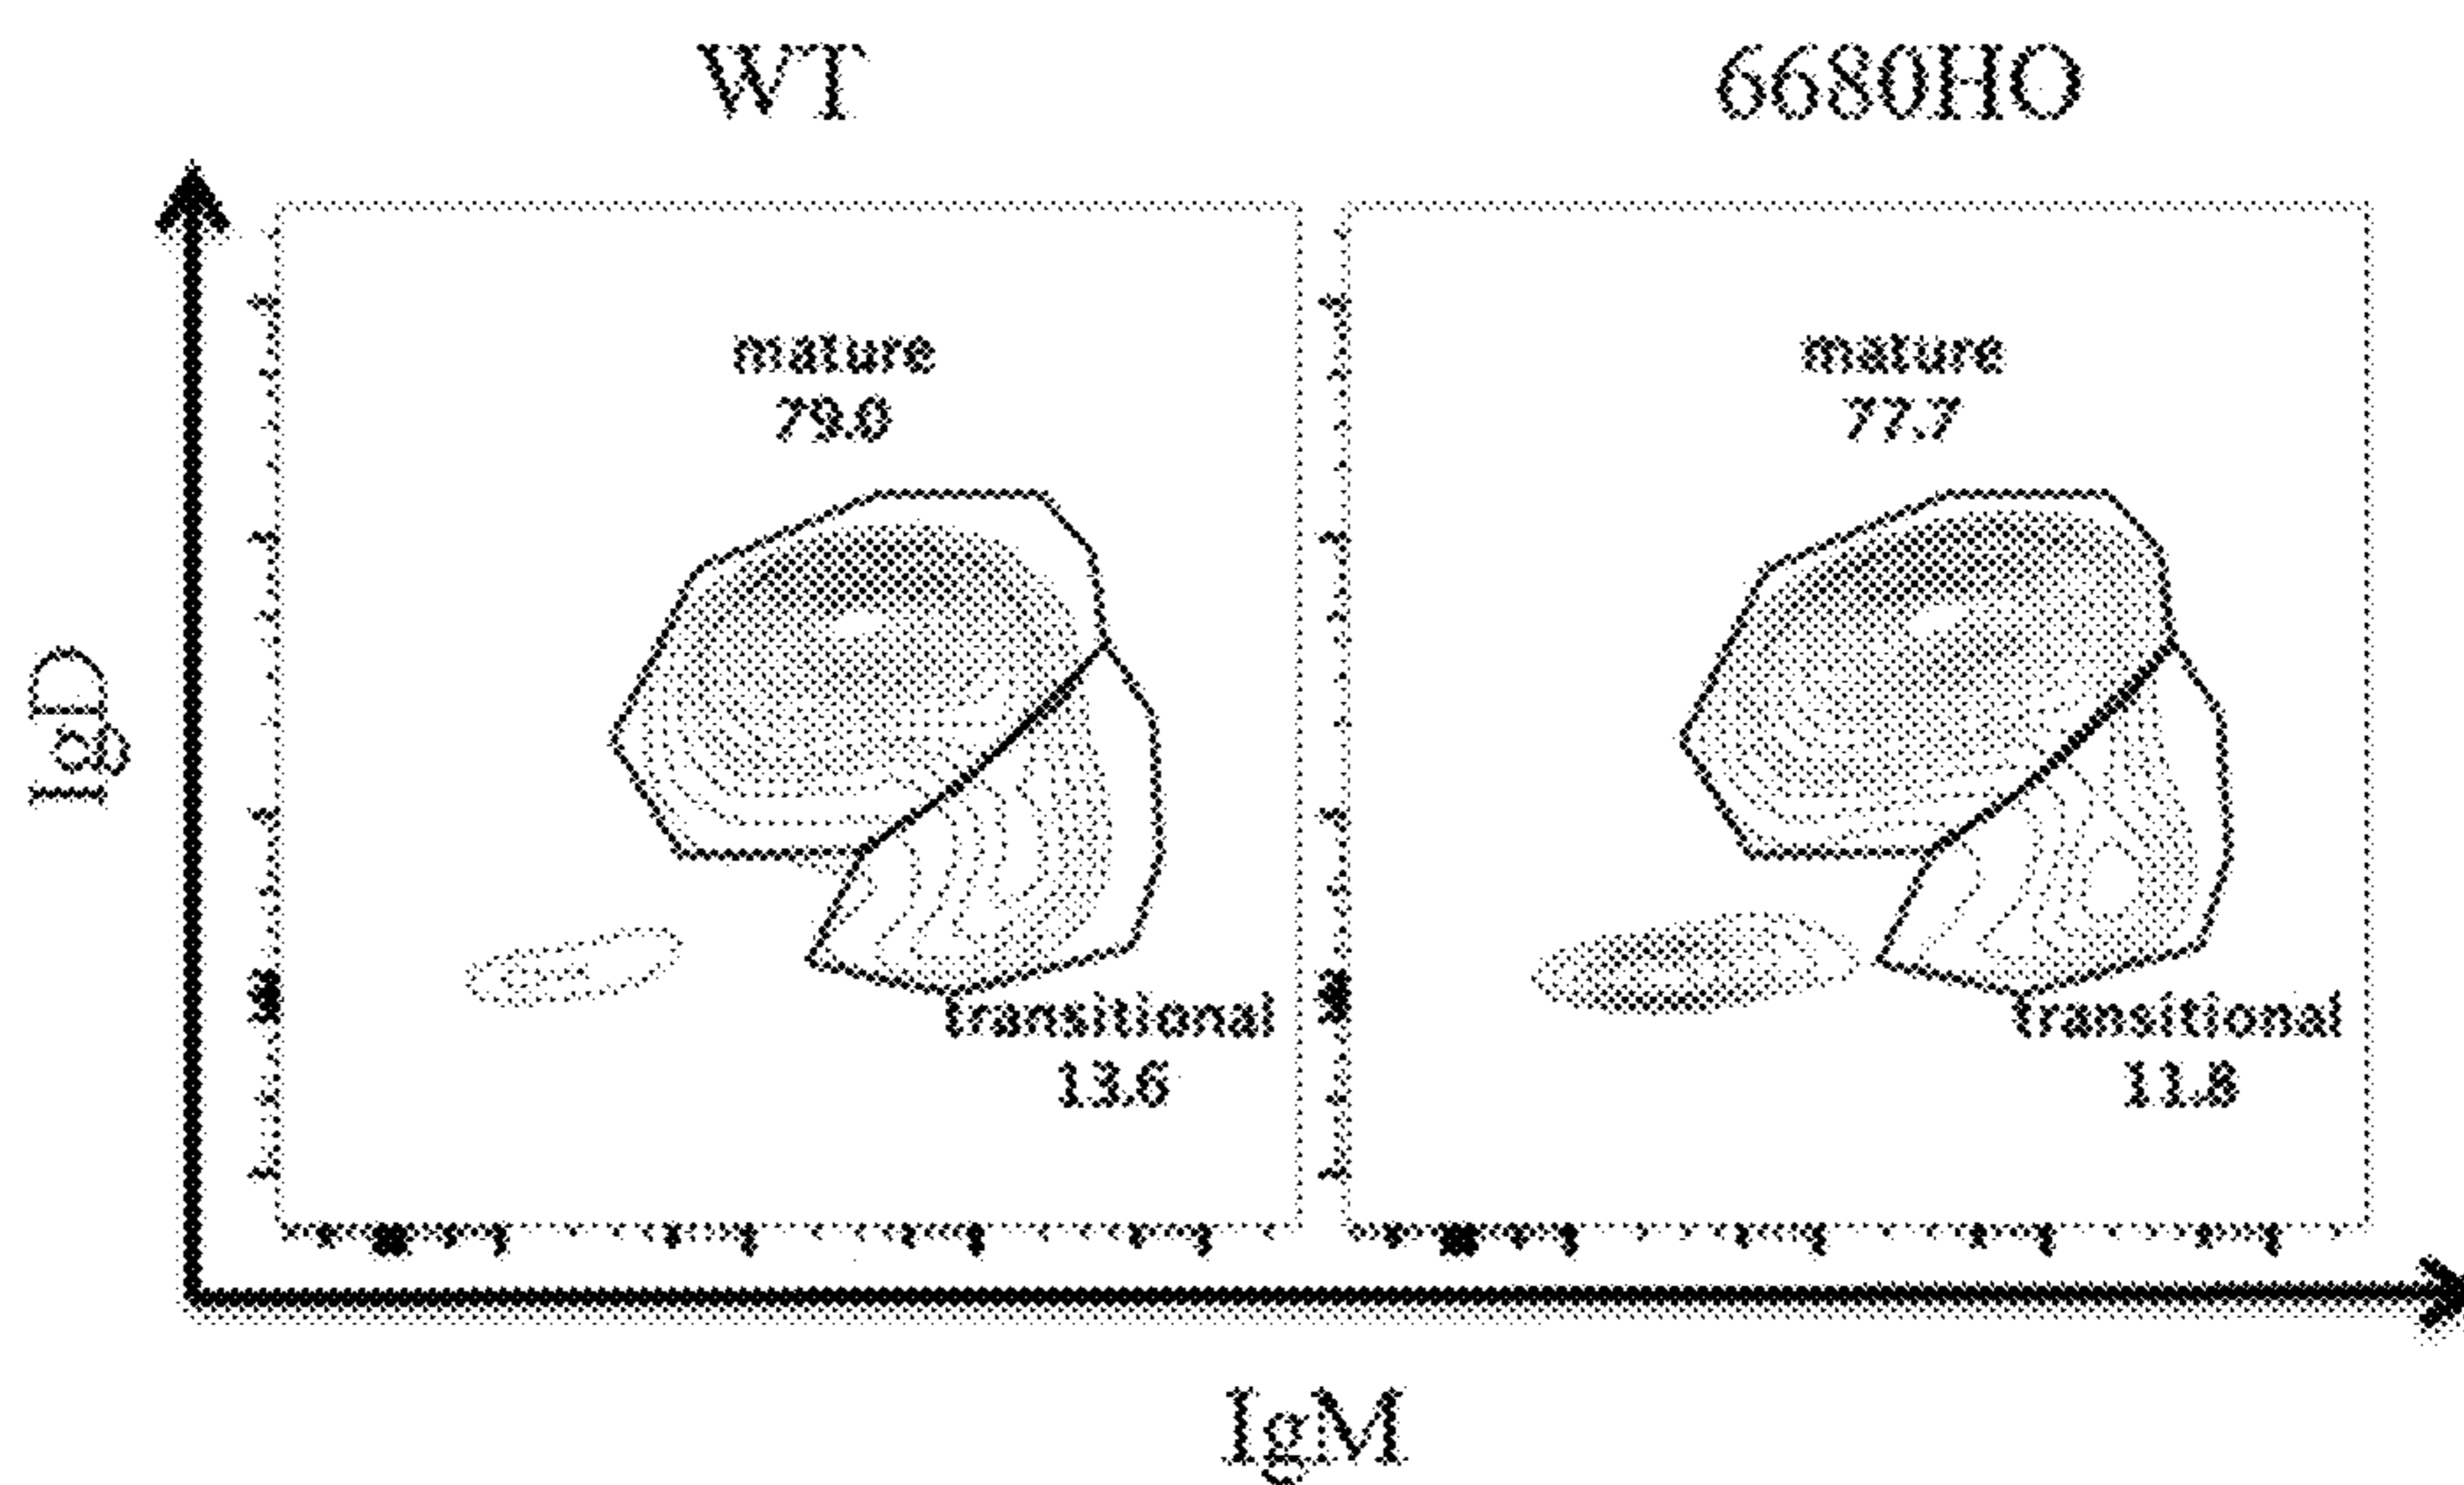 WT
6680HO
mature
79.0
mature
77.7
IgD
transitional
13.6
transitional
11.8
IgM